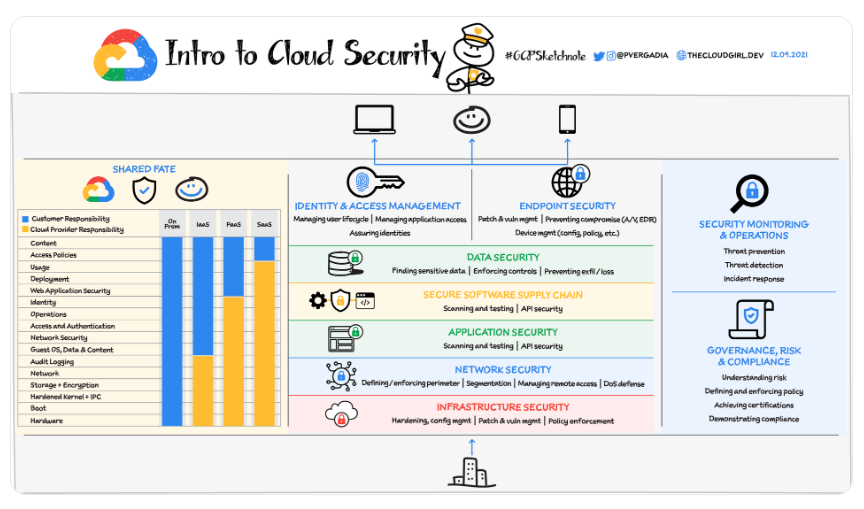 Intro to Cloud Security
#GCPSketchnote
@PVERGADIA
THECLOUDGIRL.DEV
12.09.2021
SHARED FATE
Customer Responsibility
Cloud Provider Responsibility
On Prem
IaaS
PaaS
SaaS
Content
Access Policies
Usage
Deployment
Web Application Security
Identity
Operations
Access and Authentication
Network Security
Guest OS, Data & Content
Audit Logging
Network
Storage + Encryption
Hardened Kernel + IPC
Boot
Hardware
IDENTITY & ACCESS MANAGEMENT
Managing user lifecycle | Managing application access
Assuring identities
ENDPOINT SECURITY
Patch & vuln mgmt | Preventing compromise (A/V, EDR)
Device mgmt (config, policy, etc.)
DATA SECURITY
Finding sensitive data | Enforcing controls | Preventing exfil / loss
SECURE SOFTWARE SUPPLY CHAIN
Scanning and testing | API security
APPLICATION SECURITY
Scanning and testing | API security
NETWORK SECURITY
Defining / enforcing perimeter | Segmentation | Managing remote access | DoS defense
INFRASTRUCTURE SECURITY
Hardening, config mgmt | Patch & vuln mgmt | Policy enforcement
SECURITY MONITORING
& OPERATIONS
Threat prevention
Threat detection
Incident response
GOVERNANCE, RISK
& COMPLIANCE
Understanding risk
Defining and enforcing policy
Achieving certifications
Demonstrating compliance